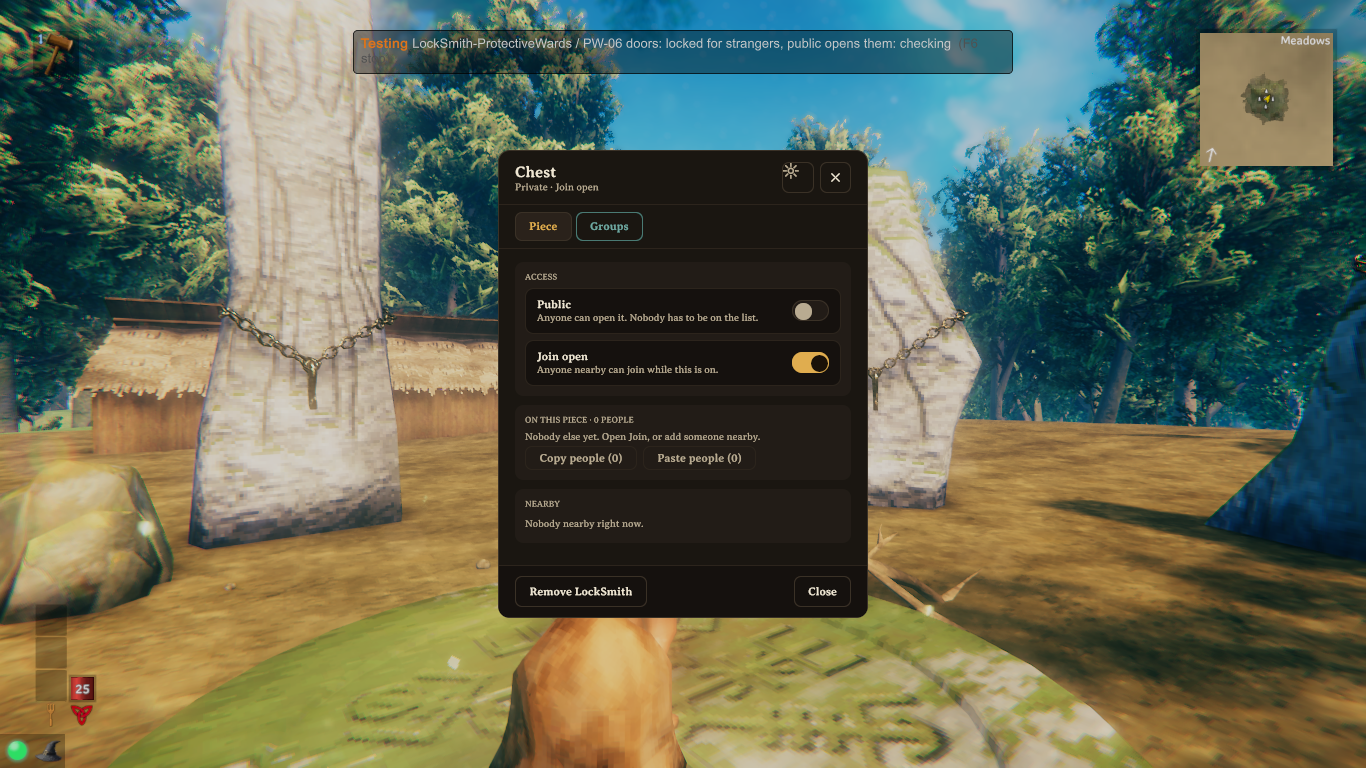 1
Testing LockSmith-ProtectiveWards / PW-06 doors: locked for strangers, public opens them: checking (F6
Meadows
Chest
Private · Join open
Piece
Groups
ACCESS
Public
Anyone can open it. Nobody has to be on the list.
Join open
Anyone nearby can join while this is on.
ON THIS PIECE · 0 PEOPLE
Nobody else yet. Open Join, or add someone nearby.
Copy people (0)
Paste people (0)
NEARBY
Nobody nearby right now.
Remove LockSmith
Close
25